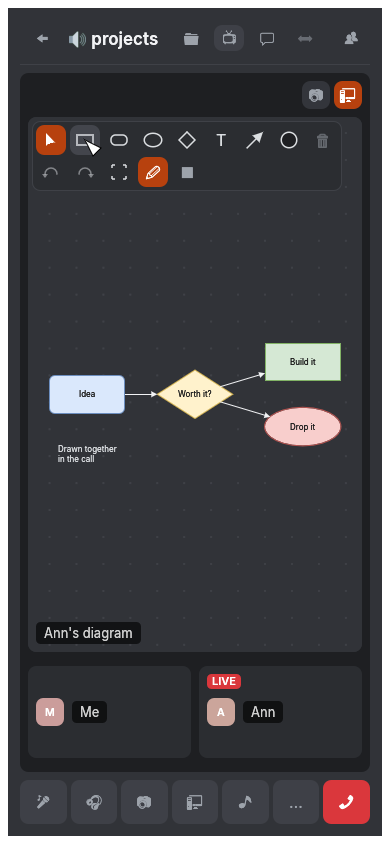 projects
T
Idea
Worth it?
Build it
Drop it
Drawn together
in the call
Ann's diagram
LIVE
M
Me
A
Ann
...